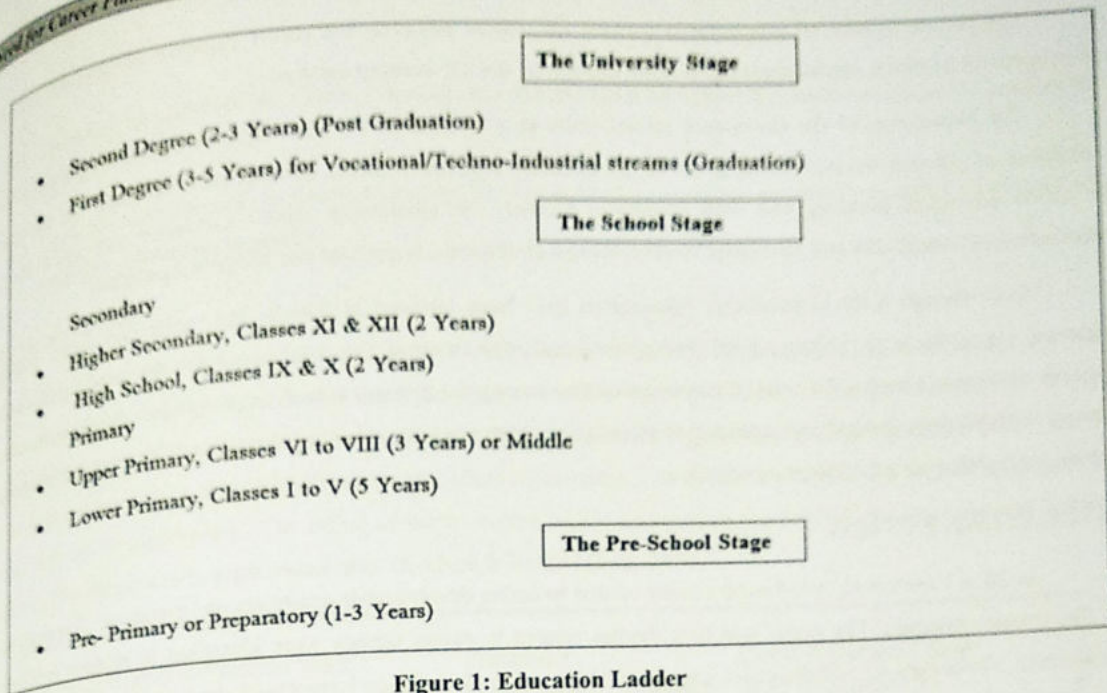 Need for Career
The University Stage
• Second Degree (2-3 Years) (Post Graduation)
• First Degree (3-5 Years) for Vocational/Techno-Industrial streams (Graduation)
The School Stage
Secondary
• Higher Secondary, Classes XI & XII (2 Years)
• High School, Classes IX & X (2 Years)
Primary
• Upper Primary, Classes VI to VIII (3 Years) or Middle
• Lower Primary, Classes I to V (5 Years)
The Pre-School Stage
• Pre- Primary or Preparatory (1-3 Years)
Figure 1: Education Ladder